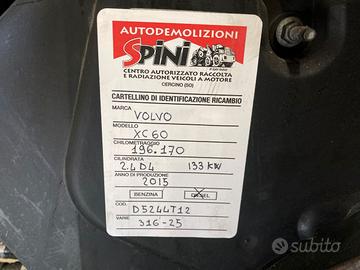 AUTODEMOLIZIONI
SPINI
CENTRO AUTORIZZATO RACCOLTA
E RADIAZIONE VEICOLI A MOTORE
CERCINO (SO)
CARTELLINO DI IDENTIFICAZIONE RICAMBIO
MARCA VOLVO
MODELLO XC60
CHILOMETRAGGIO 196.170
CILINDRATA 2.4 D4 133 KW
ANNO DI PRODUZIONE 2015
BENZINA DIESEL
COD. D5244T12
VARIE 316-25
subito